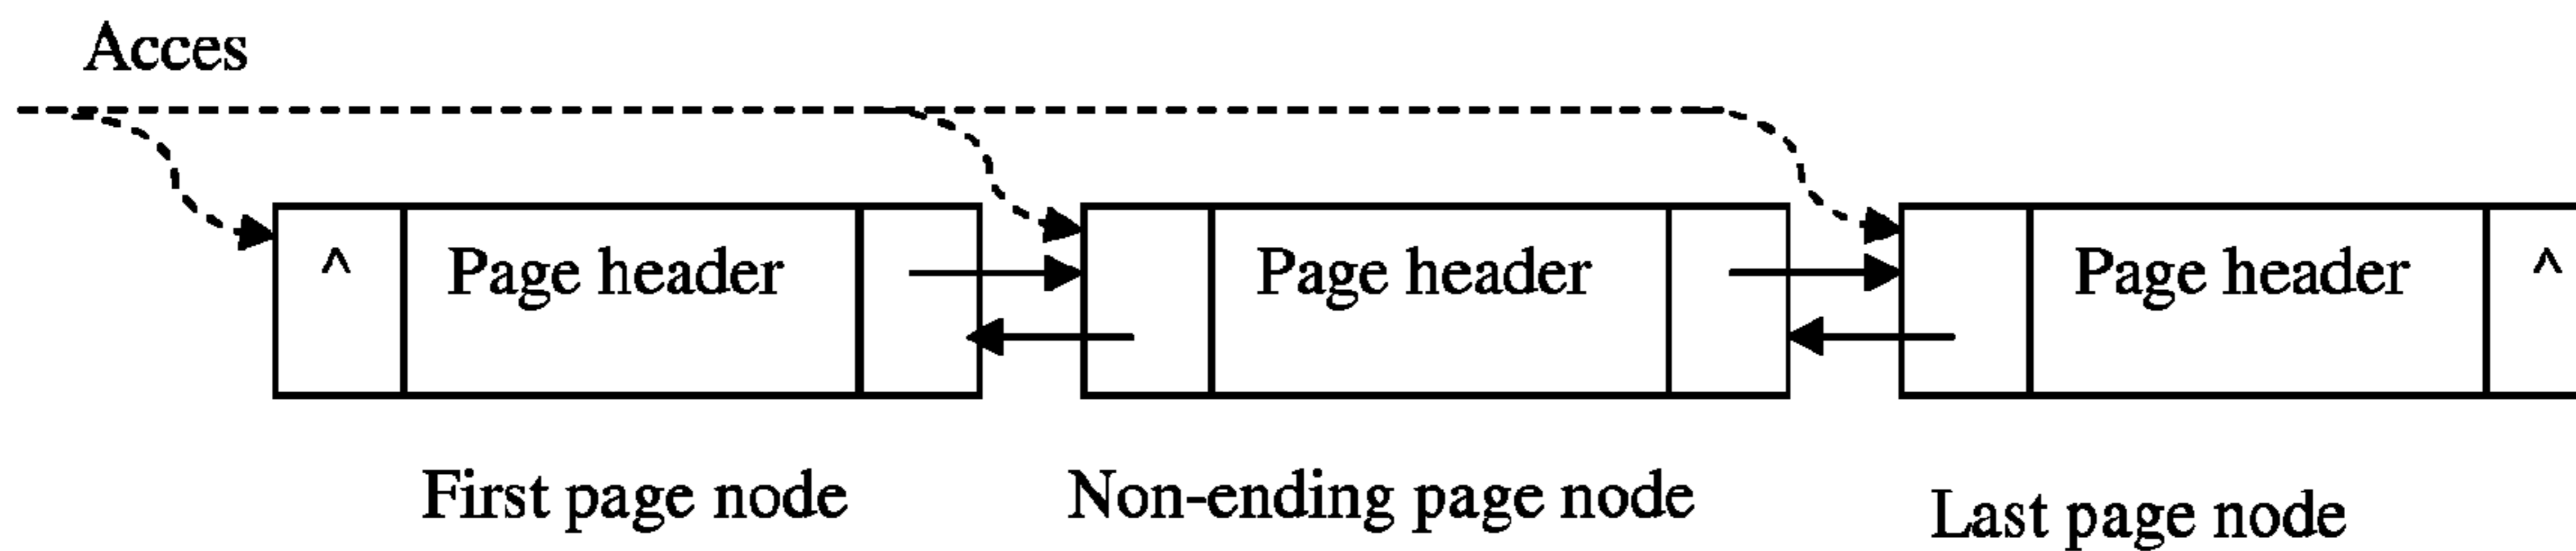 Acces
^ Page header Page header Page header ^
First page node Non-ending page node Last page node